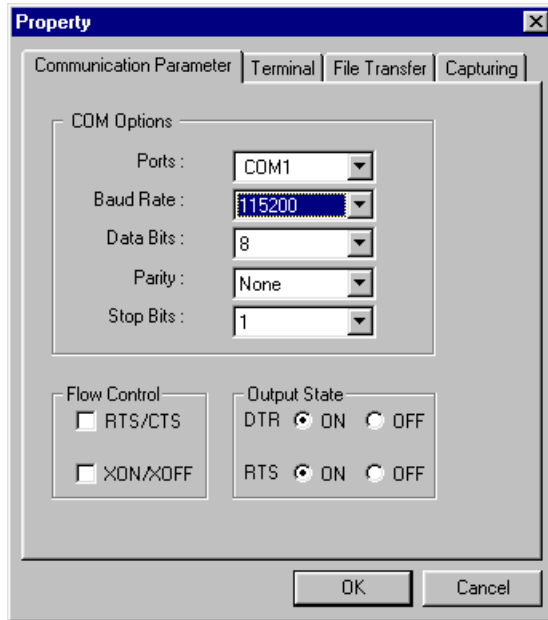 Property
Communication Parameter Terminal File Transfer Capturing
COM Options
Ports : COM1
Baud Rate : 115200
Data Bits : 8
Parity : None
Stop Bits : 1
Flow Control Output State
RTS/CTS DTR ON OFF
XON/XOFF RTS ON OFF
OK Cancel